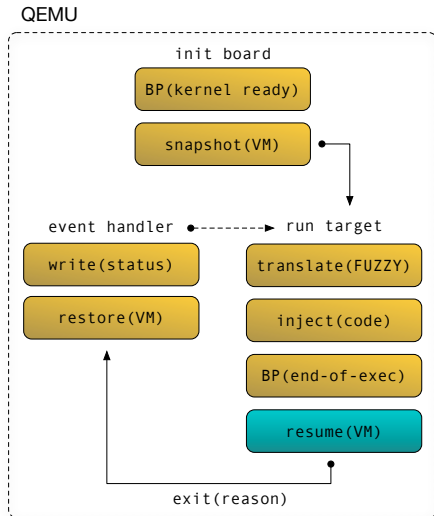 QEMU
init board
BP(kernel ready)
snapshot(VM)
event handler
write(status)
restore(VM)
run target
translate(FUZZY)
inject(code)
BP(end-of-exec)
resume(VM)
exit(reason)